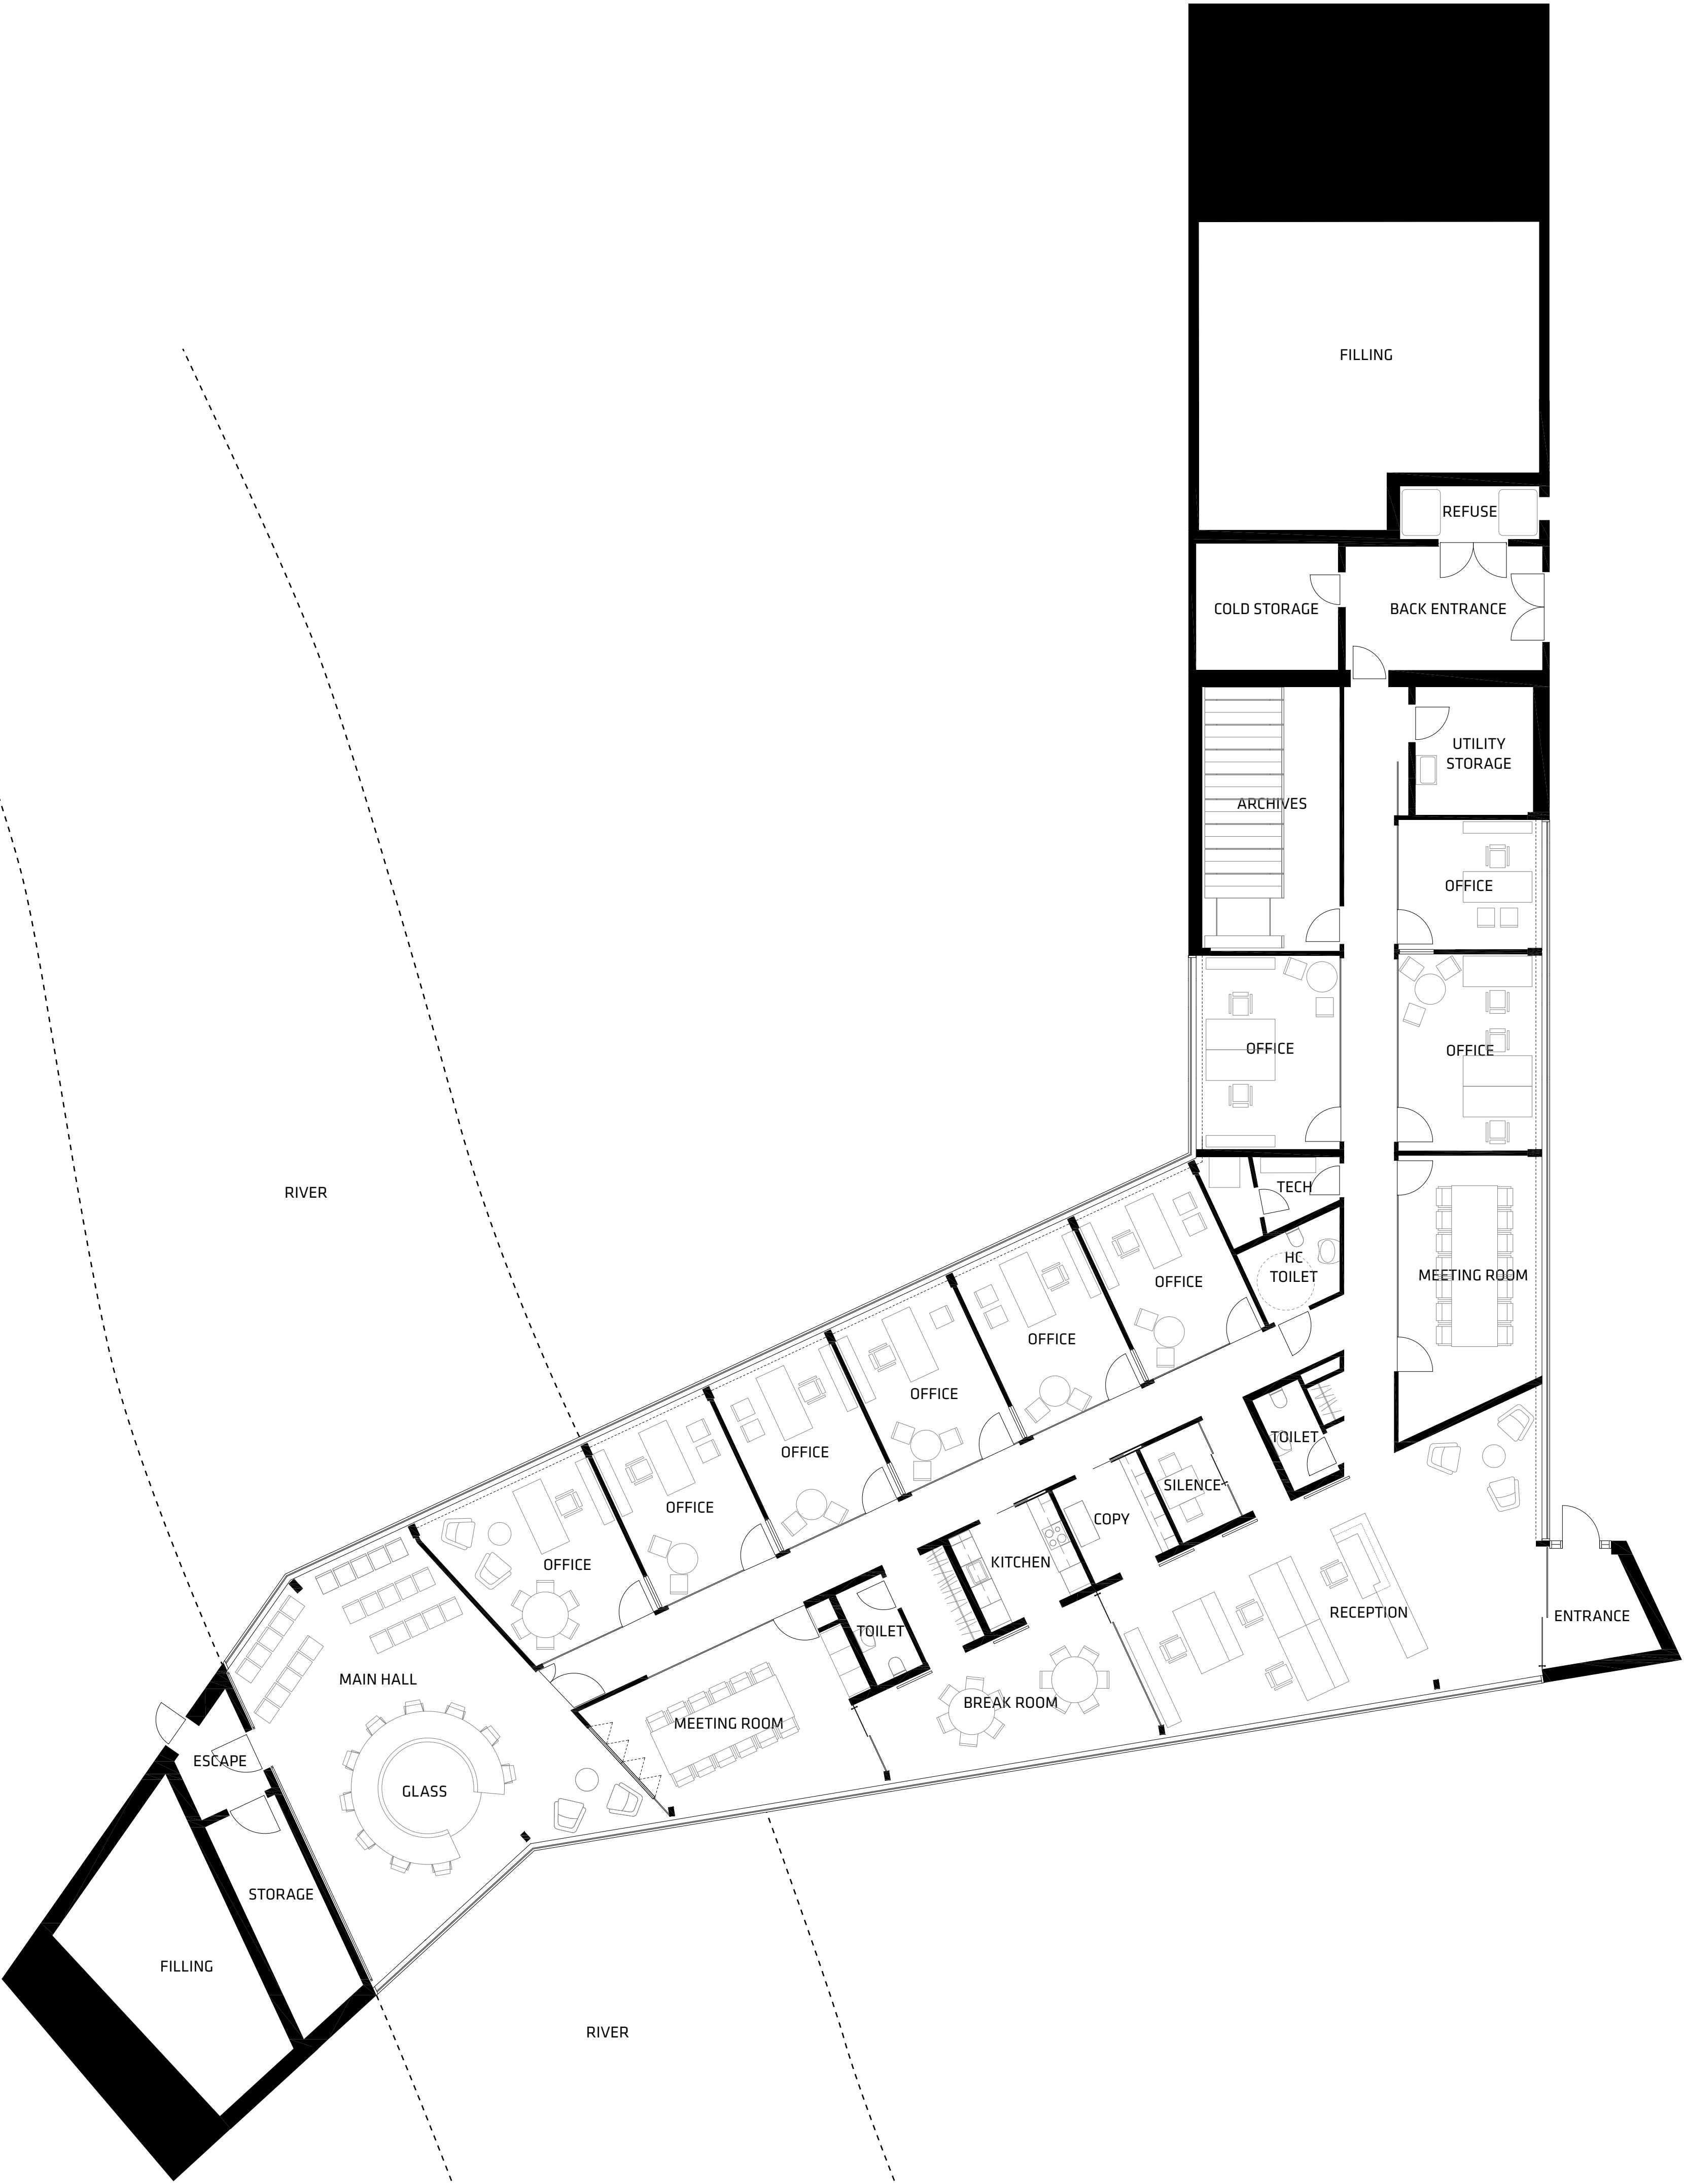 FILLING
REFUSE
COLD STORAGE
BACK ENTRANCE
UTILITY
STORAGE
ARCHIVES
OFFICE
OFFICE
OFFICE
TECH
RIVER
HC
TOILET
MEETING ROOM
OFFICE
OFFICE
OFFICE
OFFICE
OFFICE
OFFICE
TOILET
SILENCE
COPY
KITCHEN
RECEPTION
ENTRANCE
TOILET
MAIN HALL
BREAK ROOM
MEETING ROOM
ESCAPE
GLASS
STORAGE
FILLING
RIVER